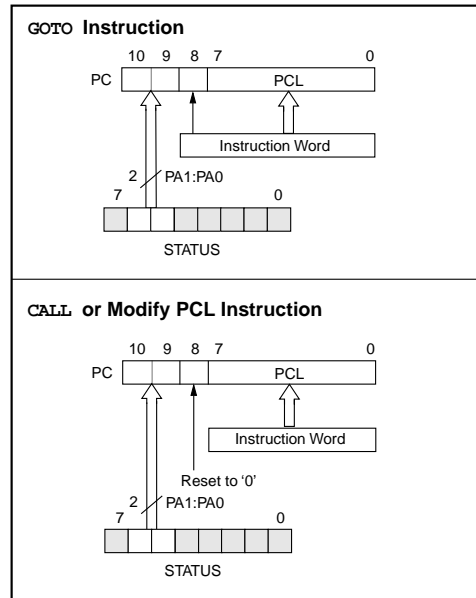 GOTO Instruction
10 9 8 7 0
PC PCL
Instruction Word
2 PA1:PA0
7 0
STATUS
CALL or Modify PCL Instruction
10 9 8 7 0
PC PCL
Instruction Word
Reset to ‘0’
2 PA1:PA0
7 0
STATUS